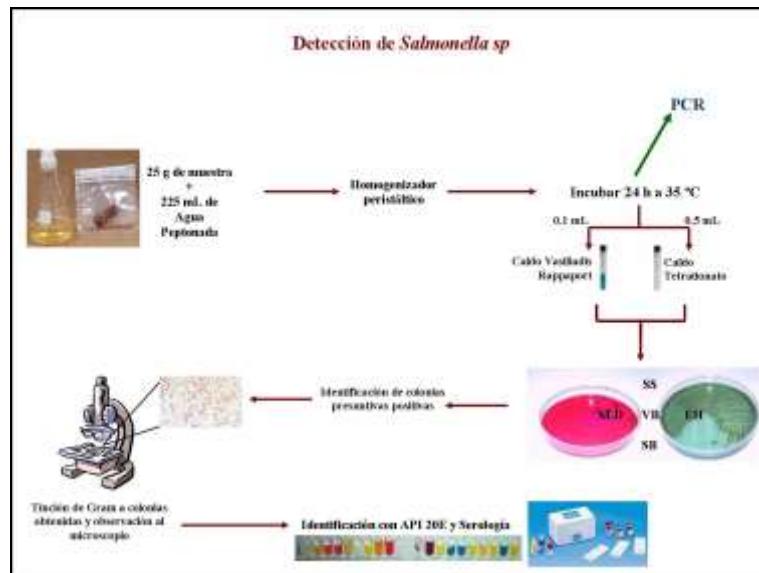 Detección de Salmonella sp
PCR
25 g de muestra
+
225 mL de
Agua
Peptonada
Homogenizador
peristáltico
Incubar 24 h a 35 ºC
0.1 mL
0.5 mL
Caldo Vasiliadis
Rappaport
Caldo
Tetrationato
SS
XLD
VB
EH
SB
Identificación de colonias
presuntivas positivas
Tinción de Gram a colonias
obtenidas y observación al
microscopio
Identificación con API 20E y Serología